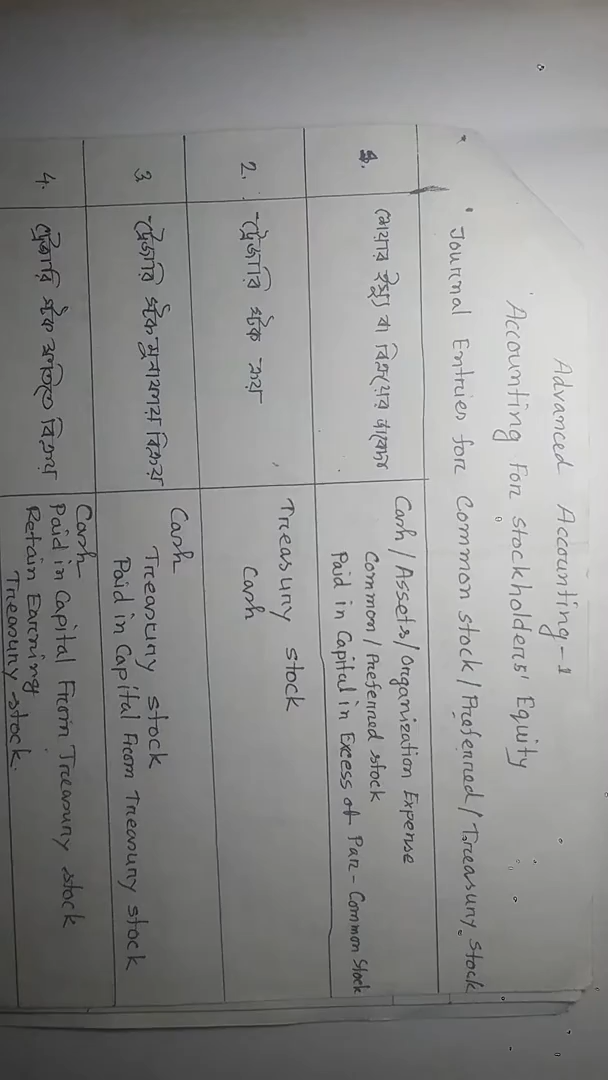 Advanced Accounting-1
Accounting For Stockholders' Equity
• Journal Entries for Common stock/Preferred/Treasury stock
1. শেয়ার ইস্যু বা বিক্রয়ের Cash/Assets/Organization Expense
Common/Preferred stock
Paid in Capital in Excess of Par-Common Stock
2. ট্রেজারি স্টক ক্রয় Treasury stock
Cash
3 ট্রেজারি স্টক মুনাফায় বিক্রয় Cash
Treasury stock
Paid in Capital From Treasury stock
4. ট্রেজারি স্টক বিক্রয় Cash
Paid in Capital From Treasury stock
Retain Earning
Treasury stock.